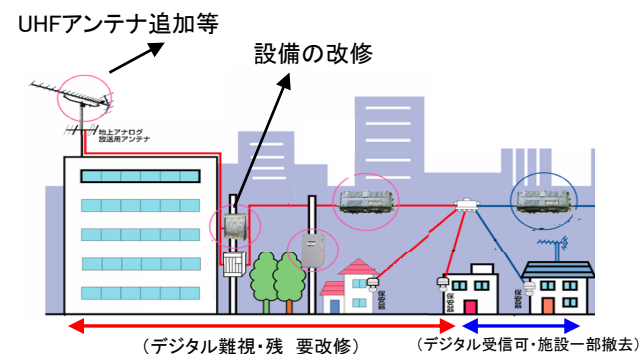 UHFアンテナ追加等
設備の改修
地上アナログ
放送用アンテナ
保安器
保安器
保安器
(デジタル難視・残 要改修)
(デジタル受信可・施設一部撤去)